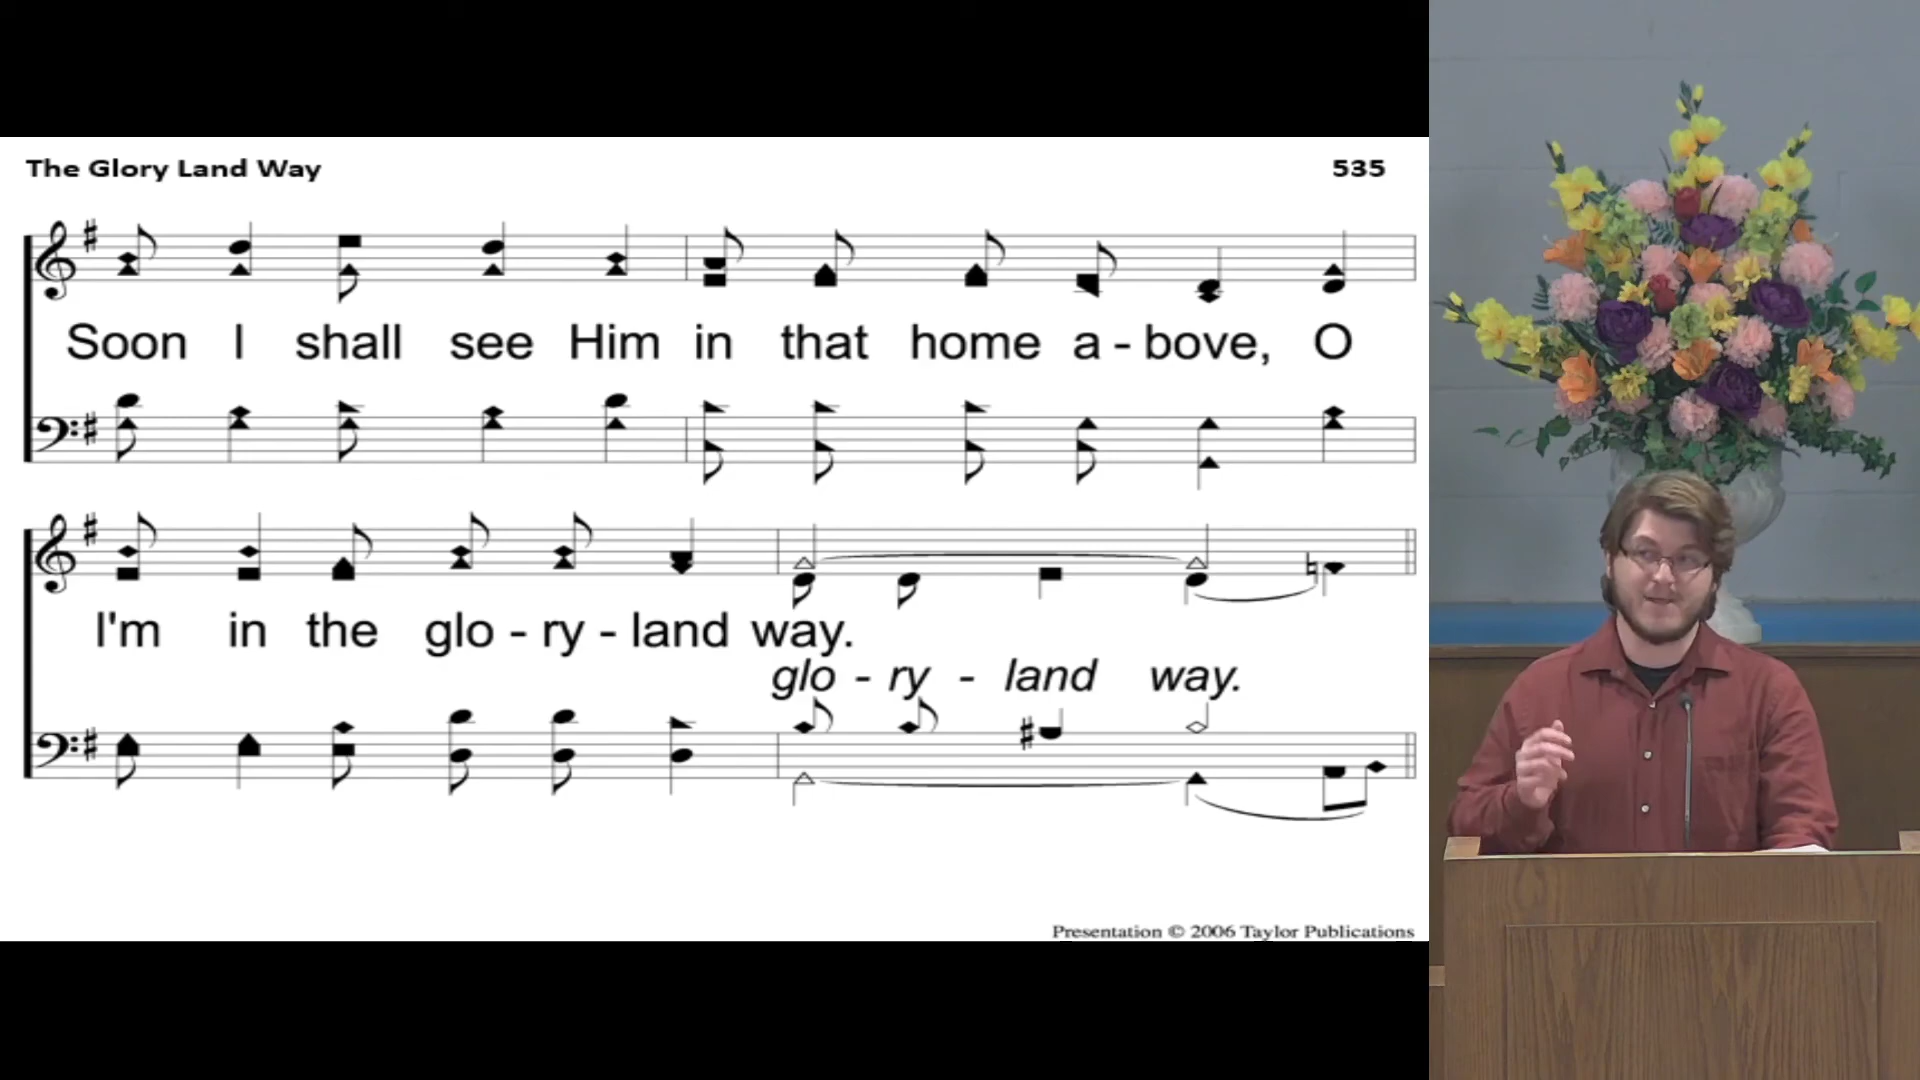 The Glory Land Way 535
Soon I shall see Him in that home a - bove, O
I'm in the glo - ry - land way.
glo - ry - land way.
Presentation © 2006 Taylor Publications